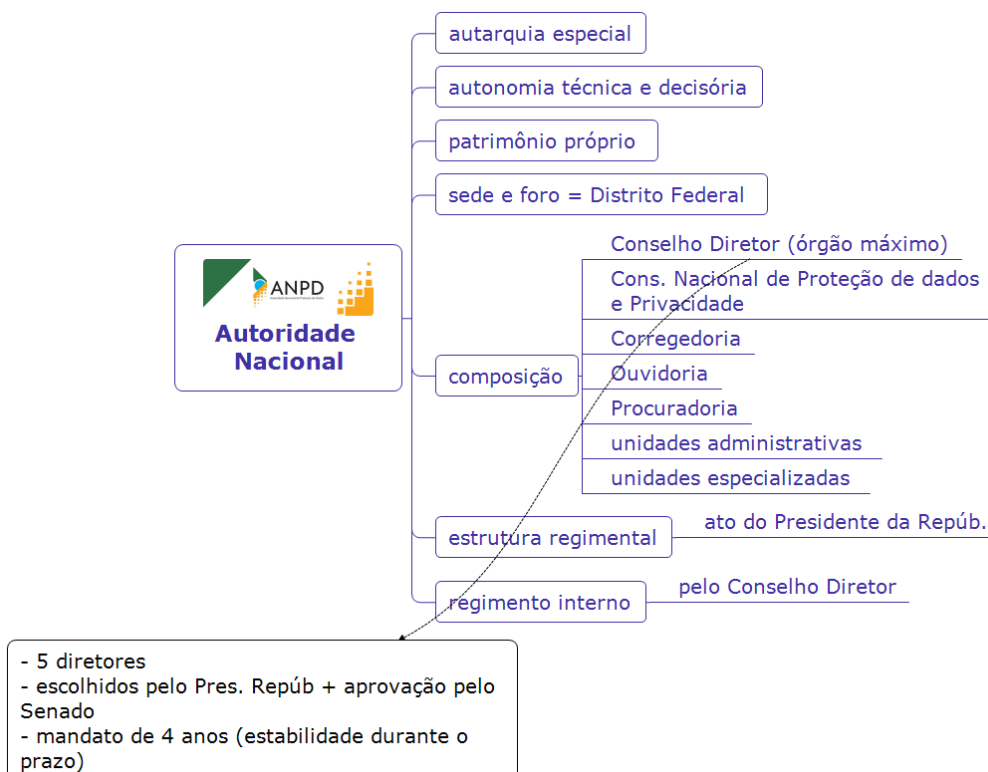 autarquia especial
autonomia técnica e decisória
patrimônio próprio
sede e foro = Distrito Federal
ANPD
Autoridade
Nacional
composição
Conselho Diretor (órgão máximo)
Cons. Nacional de Proteção de dados
e Privacidade
Corregedoria
Ouvidoria
Procuradoria
unidades administrativas
unidades especializadas
estrutura regimental
ato do Presidente da Repúb.
regimento interno
pelo Conselho Diretor
- 5 diretores
- escolhidos pelo Pres. Repúb + aprovação pelo
Senado
- mandato de 4 anos (estabilidade durante o
prazo)